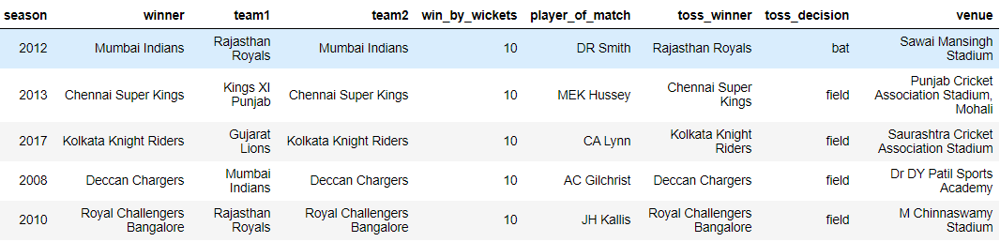 season winner team1 team2 win_by_wickets player_of_match toss_winner toss_decision venue
2012 Mumbai Indians Rajasthan Royals Mumbai Indians 10 DR Smith Rajasthan Royals bat Sawai Mansingh Stadium
2013 Chennai Super Kings Kings XI Punjab Chennai Super Kings 10 MEK Hussey Chennai Super Kings field Punjab Cricket Association Stadium, Mohali
2017 Kolkata Knight Riders Gujarat Lions Kolkata Knight Riders 10 CA Lynn Kolkata Knight Riders field Saurashtra Cricket Association Stadium
2008 Deccan Chargers Mumbai Indians Deccan Chargers 10 AC Gilchrist Deccan Chargers field Dr DY Patil Sports Academy
2010 Royal Challengers Bangalore Rajasthan Royals Royal Challengers Bangalore 10 JH Kallis Royal Challengers Bangalore field M Chinnaswamy Stadium